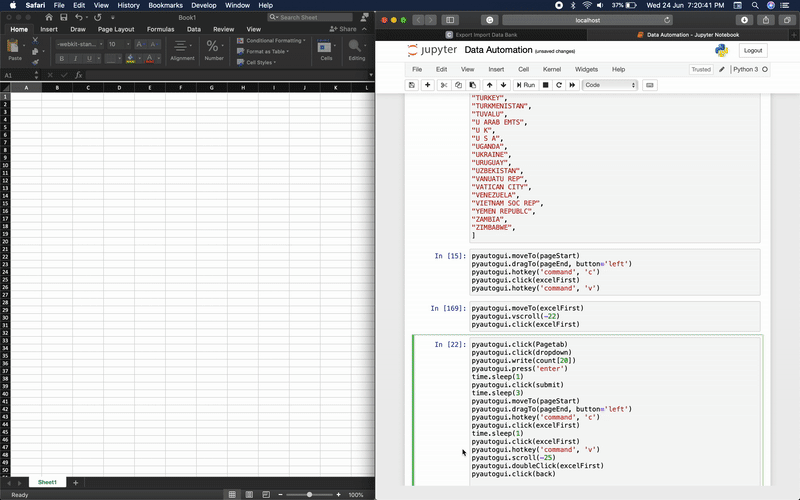 Safari File Edit View History Bookmarks Develop Window Help
37% Wed 24 Jun 7:20:41 PM
Book1
Search Sheet
Home Insert Draw Page Layout Formulas Data Review View
Share
Paste
-webkit-stan...
10
B I U
Alignment
Number
Conditional Formatting
Format as Table
Cell Styles
Cells
Editing
A1
fx
A B C D E F G H I J K L
1
2
3
4
5
6
7
8
9
10
11
12
13
14
15
16
17
18
19
20
21
22
23
24
25
26
27
28
29
30
31
32
33
34
35
36
37
38
39
40
41
42
43
44
45
46
47
48
49
50
Sheet1
Ready
100%
localhost
Export Import Data Bank
Data Automation - Jupyter Notebook
jupyter Data Automation (unsaved changes)
Logout
File Edit View Insert Cell Kernel Widgets Help
Trusted
Python 3
Run
Code
"TURKEY",
"TURKMENISTAN",
"TUVALU",
"U ARAB EMTS",
"U K",
"U S A",
"UGANDA",
"UKRAINE",
"URUGUAY",
"UZBEKISTAN",
"VANUATU REP",
"VATICAN CITY",
"VENEZUELA",
"VIETNAM SOC REP",
"YEMEN REPUBLC",
"ZAMBIA",
"ZIMBABWE",
]
In [15]:
pyautogui.moveTo(pageStart)
pyautogui.dragTo(pageEnd, button='left')
pyautogui.hotkey('command', 'c')
pyautogui.click(excelFirst)
pyautogui.hotkey('command', 'v')
In [169]:
pyautogui.moveTo(excelFirst)
pyautogui.vscroll(-22)
pyautogui.click(excelFirst)
In [22]:
pyautogui.click(Pagetab)
pyautogui.click(dropdown)
pyautogui.write(count[20])
pyautogui.press('enter')
time.sleep(1)
pyautogui.click(submit)
time.sleep(3)
pyautogui.moveTo(pageStart)
pyautogui.dragTo(pageEnd, button='left')
pyautogui.hotkey('command', 'c')
pyautogui.click(excelFirst)
time.sleep(1)
pyautogui.click(excelFirst)
pyautogui.hotkey('command', 'v')
pyautogui.scroll(-25)
pyautogui.doubleClick(excelFirst)
pyautogui.click(back)